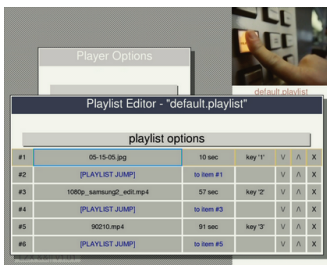 Player Options
default.playlist
Playlist Editor - "default.playlist"
playlist options
#1 05-15-05.jpg 10 sec key '1' V Λ X
#2 [PLAYLIST JUMP] to item #1 V Λ X
#3 1080p_samsung2_edit.mp4 57 sec key '2' V Λ X
#4 [PLAYLIST JUMP] to item #3 V Λ X
#5 90210.mp4 91 sec key '3' V Λ X
#6 [PLAYLIST JUMP] to item #5 V Λ X